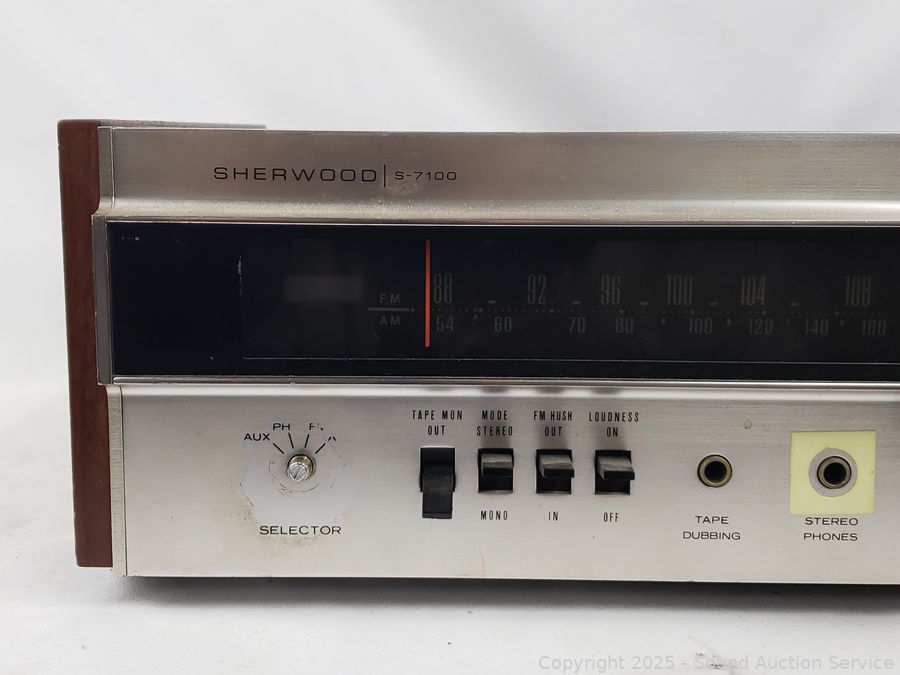 SHERWOOD | S-7100
88 92 96 100 104 108
FM
AM
54 60 70 80 100 120 140 160
TAPE MON MODE FM HUSH LOUDNESS
OUT STEREO OUT ON
AUX PH
MONO IN OFF
SELECTOR
TAPE
DUBBING
STEREO
PHONES
Copyright 2025 - Sound Auction Service